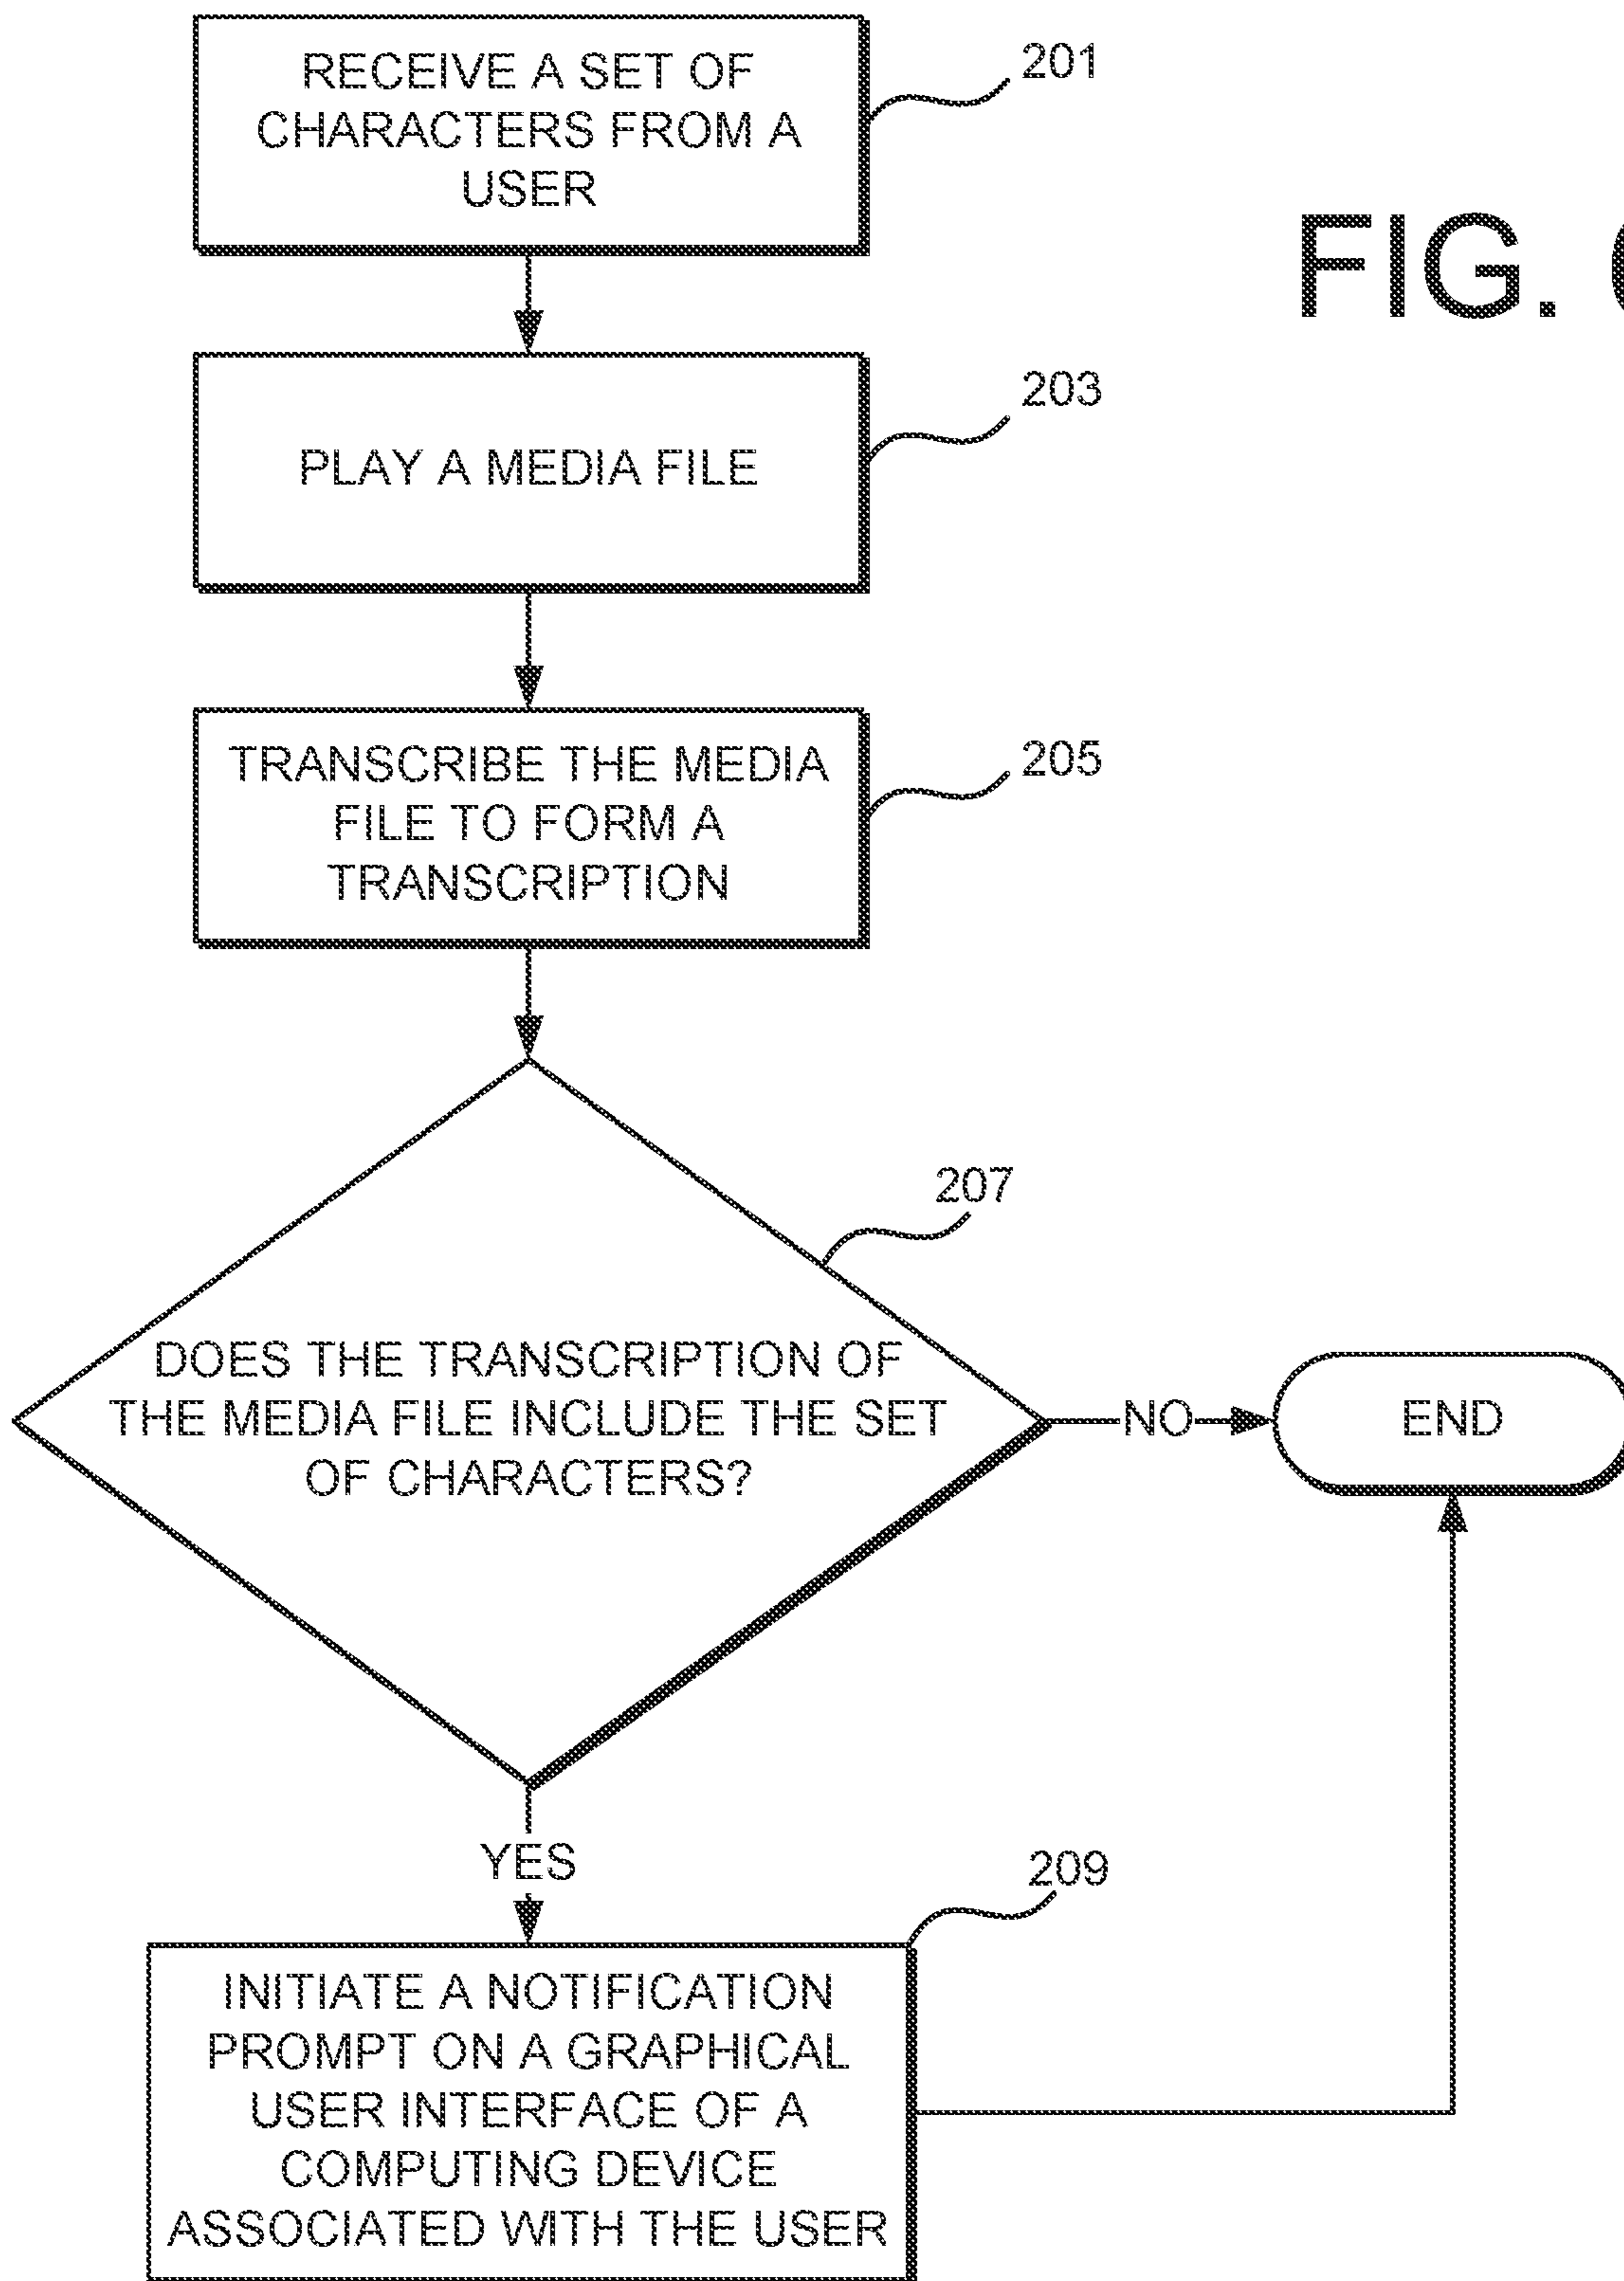 RECEIVE A SET OF
CHARACTERS FROM A
USER
201
FIG.
PLAY A MEDIA FILE
203
TRANSCRIBE THE MEDIA
FILE TO FORM A
TRANSCRIPTION
205
207
DOES THE TRANSCRIPTION OF
THE MEDIA FILE INCLUDE THE SET
OF CHARACTERS?
NO
END
YES
209
INITIATE A NOTIFICATION
PROMPT ON A GRAPHICAL
USER INTERFACE OF A
COMPUTING DEVICE
ASSOCIATED WITH THE USER